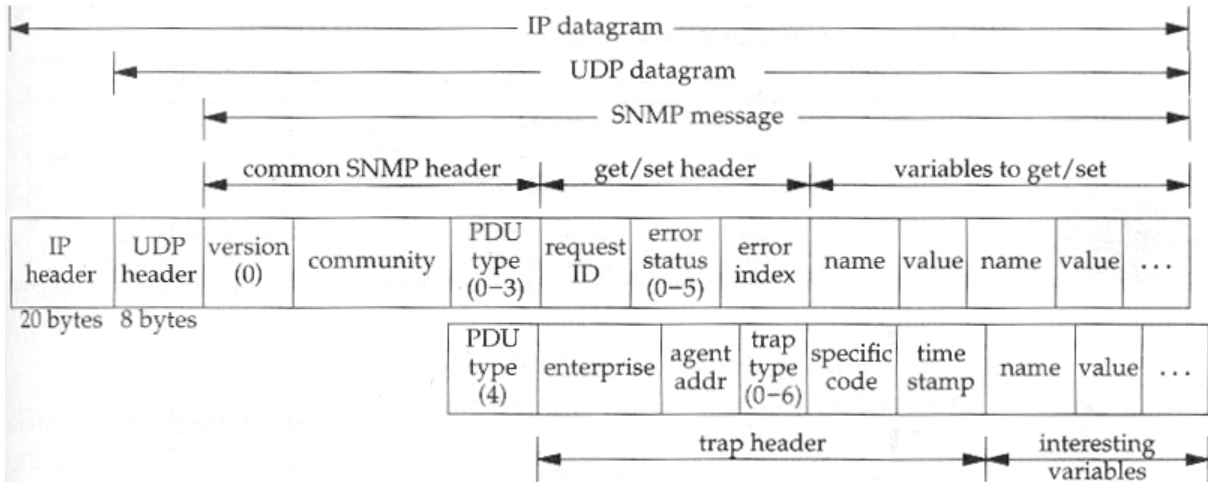 IP datagram
UDP datagram
SNMP message
common SNMP header get/set header variables to get/set
IP header
UDP header
version (0)
community
PDU type (0−3)
request ID
error status (0−5)
error index
name
value
name
value
...
20 bytes 8 bytes
PDU type (4)
enterprise
agent addr
trap type (0−6)
specific code
time stamp
name
value
...
trap header
interesting variables